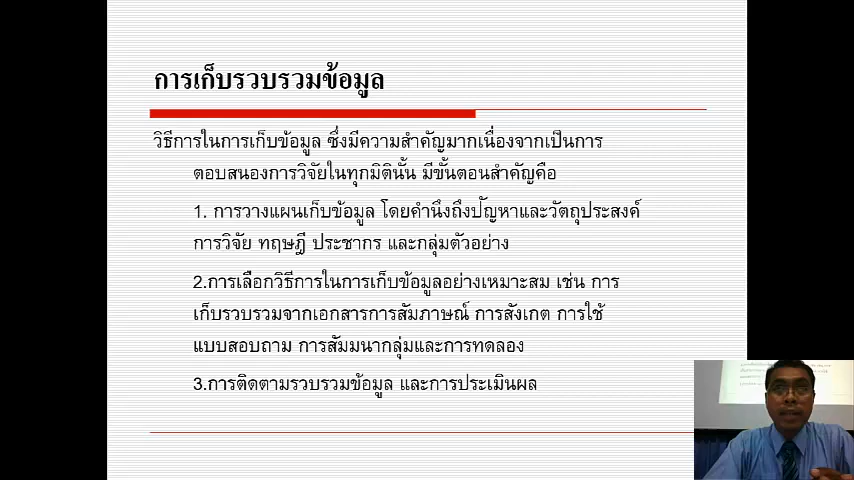 การเก็บรวบรวมข้อมูล
วิธีการในการเก็บข้อมูล ซึ่งมีความสำคัญมากเนื่องจากเป็นการ
ตอบสนองการวิจัยในทุกมิตินั้น มีขั้นตอนสำคัญคือ
1. การวางแผนเก็บข้อมูล โดยคำนึงถึงปัญหาและวัตถุประสงค์
การวิจัย ทฤษฎี ประชากร และกลุ่มตัวอย่าง
2.การเลือกวิธีการในการเก็บข้อมูลอย่างเหมาะสม เช่น การ
เก็บรวบรวมจากเอกสารการสัมภาษณ์ การสังเกต การใช้
แบบสอบถาม การสัมมนากลุ่มและการทดลอง
3.การติดตามรวบรวมข้อมูล และการประเมินผล